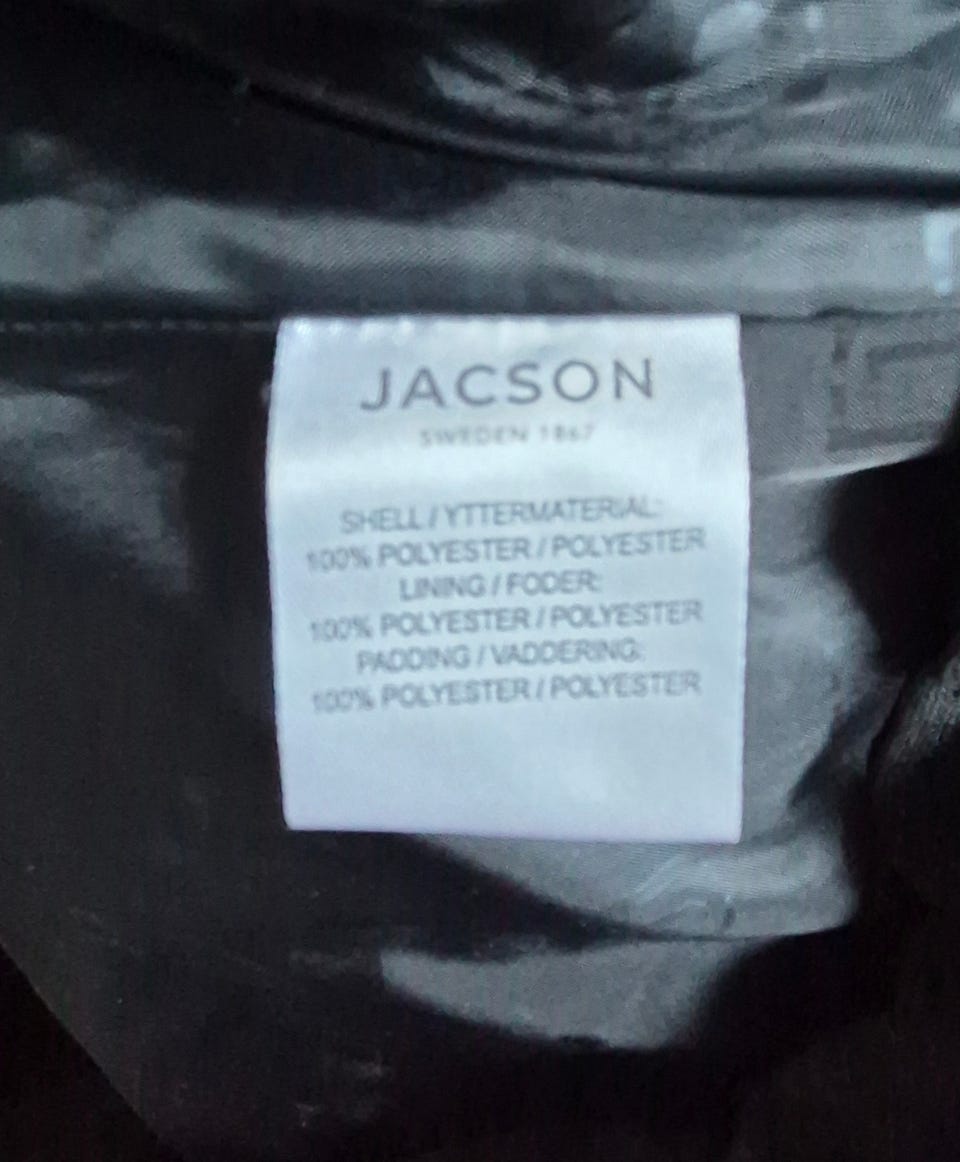 JACSON
SWEDEN 1867
SHELL / YTTERMATERIAL:
100% POLYESTER / POLYESTER
LINING / FODER:
100% POLYESTER / POLYESTER
PADDING / VADDERING:
100% POLYESTER / POLYESTER